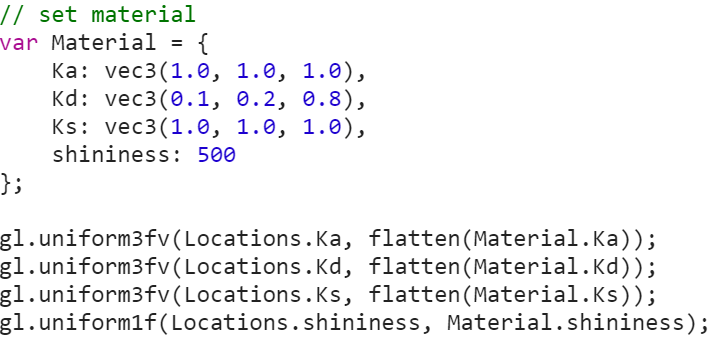 // set material
var Material = {
    Ka: vec3(1.0, 1.0, 1.0),
    Kd: vec3(0.1, 0.2, 0.8),
    Ks: vec3(1.0, 1.0, 1.0),
    shininess: 500
};

gl.uniform3fv(Locations.Ka, flatten(Material.Ka));
gl.uniform3fv(Locations.Kd, flatten(Material.Kd));
gl.uniform3fv(Locations.Ks, flatten(Material.Ks));
gl.uniform1f(Locations.shininess, Material.shininess);